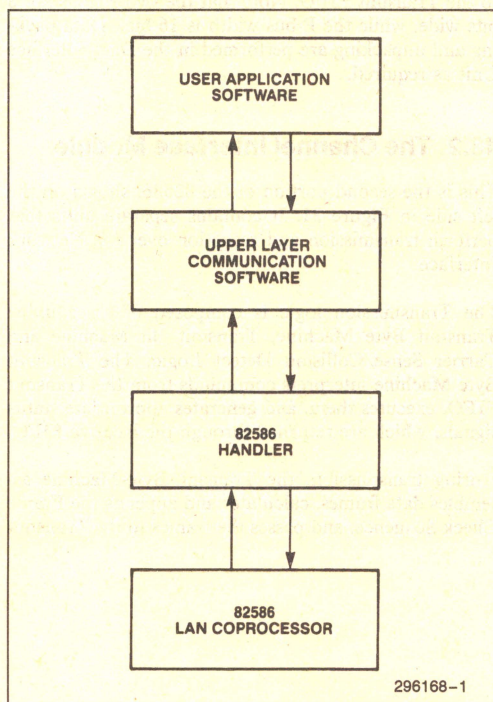 USER APPLICATION
SOFTWARE
UPPER LAYER
COMMUNICATION
SOFTWARE
82586
HANDLER
82586
LAN COPROCESSOR
296168-1